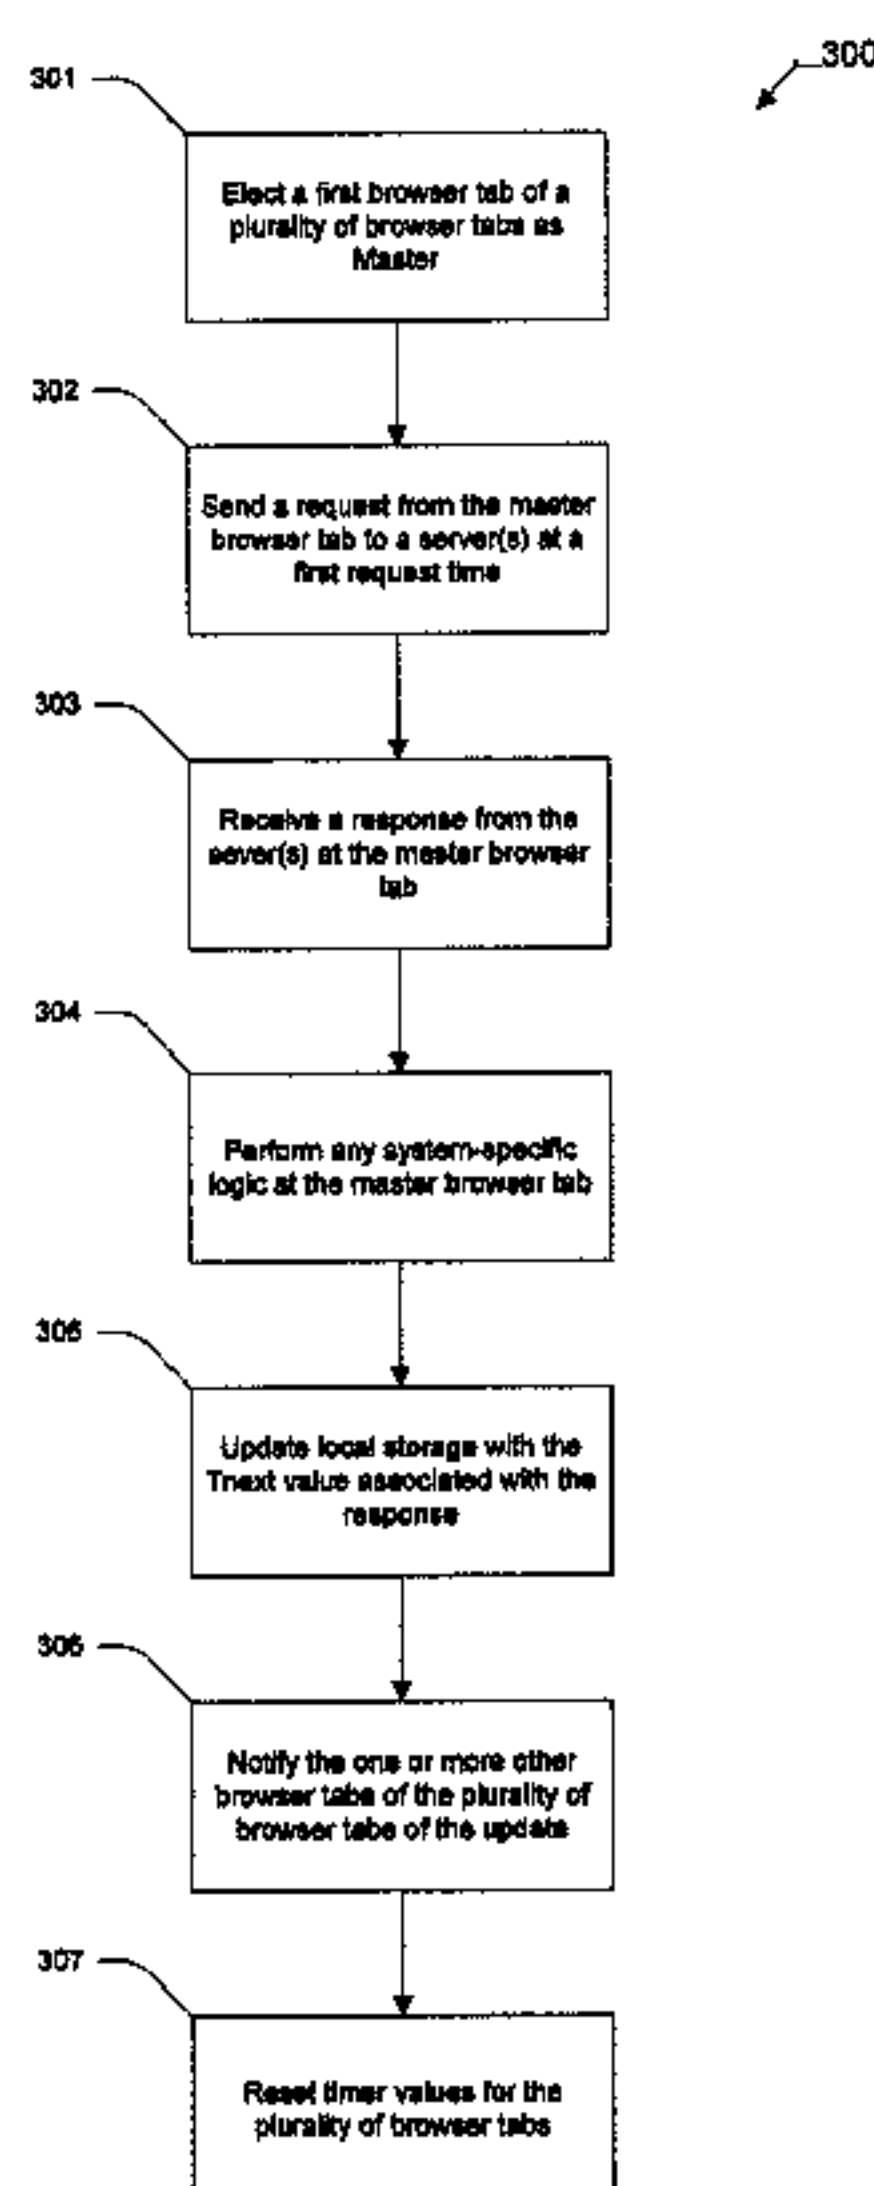 300
301
Elect a first browser tab of a
plurality of browser tabs as
Master
302
Send a request from the master
browser tab to a server(s) at a
first request time
303
Receive a response from the
sever(s) at the master browser
tab
304
Perform any system-specific
logic at the master browser tab
305
Update local storage with the
Tnext value associated with the
response
306
Notify the one or more other
browser tabs of the plurality of
browser tabs of the update
307
Reset timer values for the
plurality of browser tabs